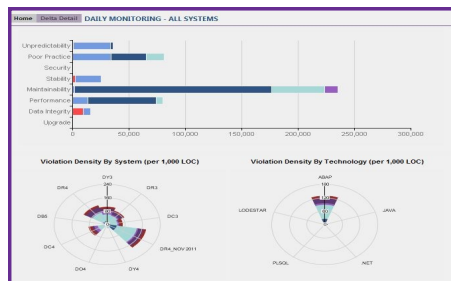 Home Delta Detail DAILY MONITORING - ALL SYSTEMS
Unpredictability
Poor Practice
Security
Stability
Maintainability
Performance
Data Integrity
Upgrade
0 50,000 100,000 150,000 200,000 250,000 300,000
Violation Density By System (per 1,000 LOC) Violation Density By Technology (per 1,000 LOC)
DY3
240
DR4 DR3
DS5 DC3
DC4 DR4_NOV2011
DO4 DY4
ABAP
180
LODESTAR JAVA
PLSQL .NET